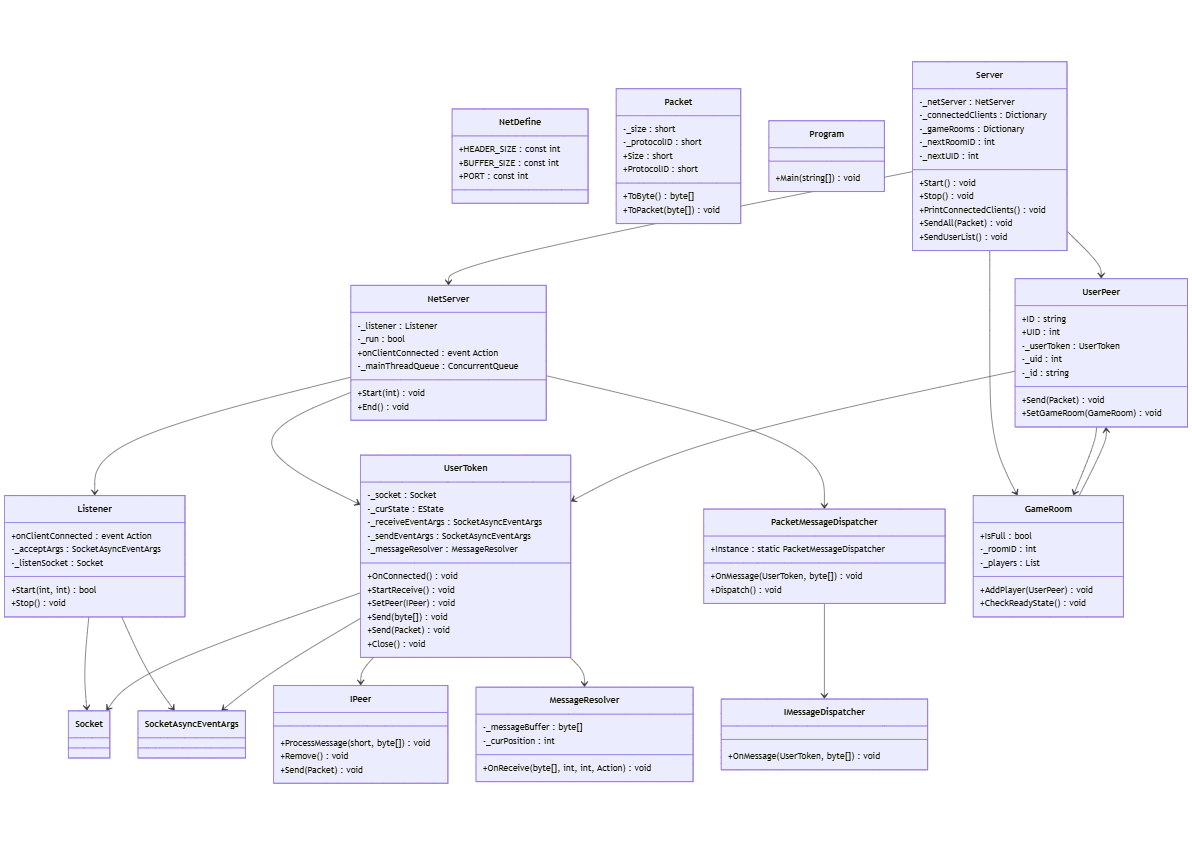 Server
-_netServer : NetServer
-_connectedClients : Dictionary
-_gameRooms : Dictionary
-_nextRoomID : int
-_nextUID : int
+Start() : void
+Stop() : void
+PrintConnectedClients() : void
+SendAll(Packet) : void
+SendUserList() : void
Packet
-_size : short
-_protocolID : short
+Size : short
+ProtocolID : short
+ToByte() : byte[]
+ToPacket(byte[]) : void
NetDefine
+HEADER_SIZE : const int
+BUFFER_SIZE : const int
+PORT : const int
Program
+Main(string[]) : void
UserPeer
+ID : string
+UID : int
-_userToken : UserToken
-_uid : int
-_id : string
+Send(Packet) : void
+SetGameRoom(GameRoom) : void
NetServer
-_listener : Listener
-_run : bool
+onClientConnected : event Action
-_mainThreadQueue : ConcurrentQueue
+Start(int) : void
+End() : void
UserToken
-_socket : Socket
-_curState : EState
-_receiveEventArgs : SocketAsyncEventArgs
-_sendEventArgs : SocketAsyncEventArgs
-_messageResolver : MessageResolver
+OnConnected() : void
+StartReceive() : void
+SetPeer(IPeer) : void
+Send(byte[]) : void
+Send(Packet) : void
+Close() : void
Listener
+onClientConnected : event Action
-_acceptArgs : SocketAsyncEventArgs
-_listenSocket : Socket
+Start(int, int) : bool
+Stop() : void
PacketMessageDispatcher
+Instance : static PacketMessageDispatcher
+OnMessage(UserToken, byte[]) : void
+Dispatch() : void
GameRoom
+IsFull : bool
-_roomID : int
-_players : List
+AddPlayer(UserPeer) : void
+CheckReadyState() : void
Socket
SocketAsyncEventArgs
IPeer
+ProcessMessage(short, byte[]) : void
+Remove() : void
+Send(Packet) : void
MessageResolver
-_messageBuffer : byte[]
-_curPosition : int
+OnReceive(byte[], int, int, Action) : void
IMessageDispatcher
+OnMessage(UserToken, byte[]) : void